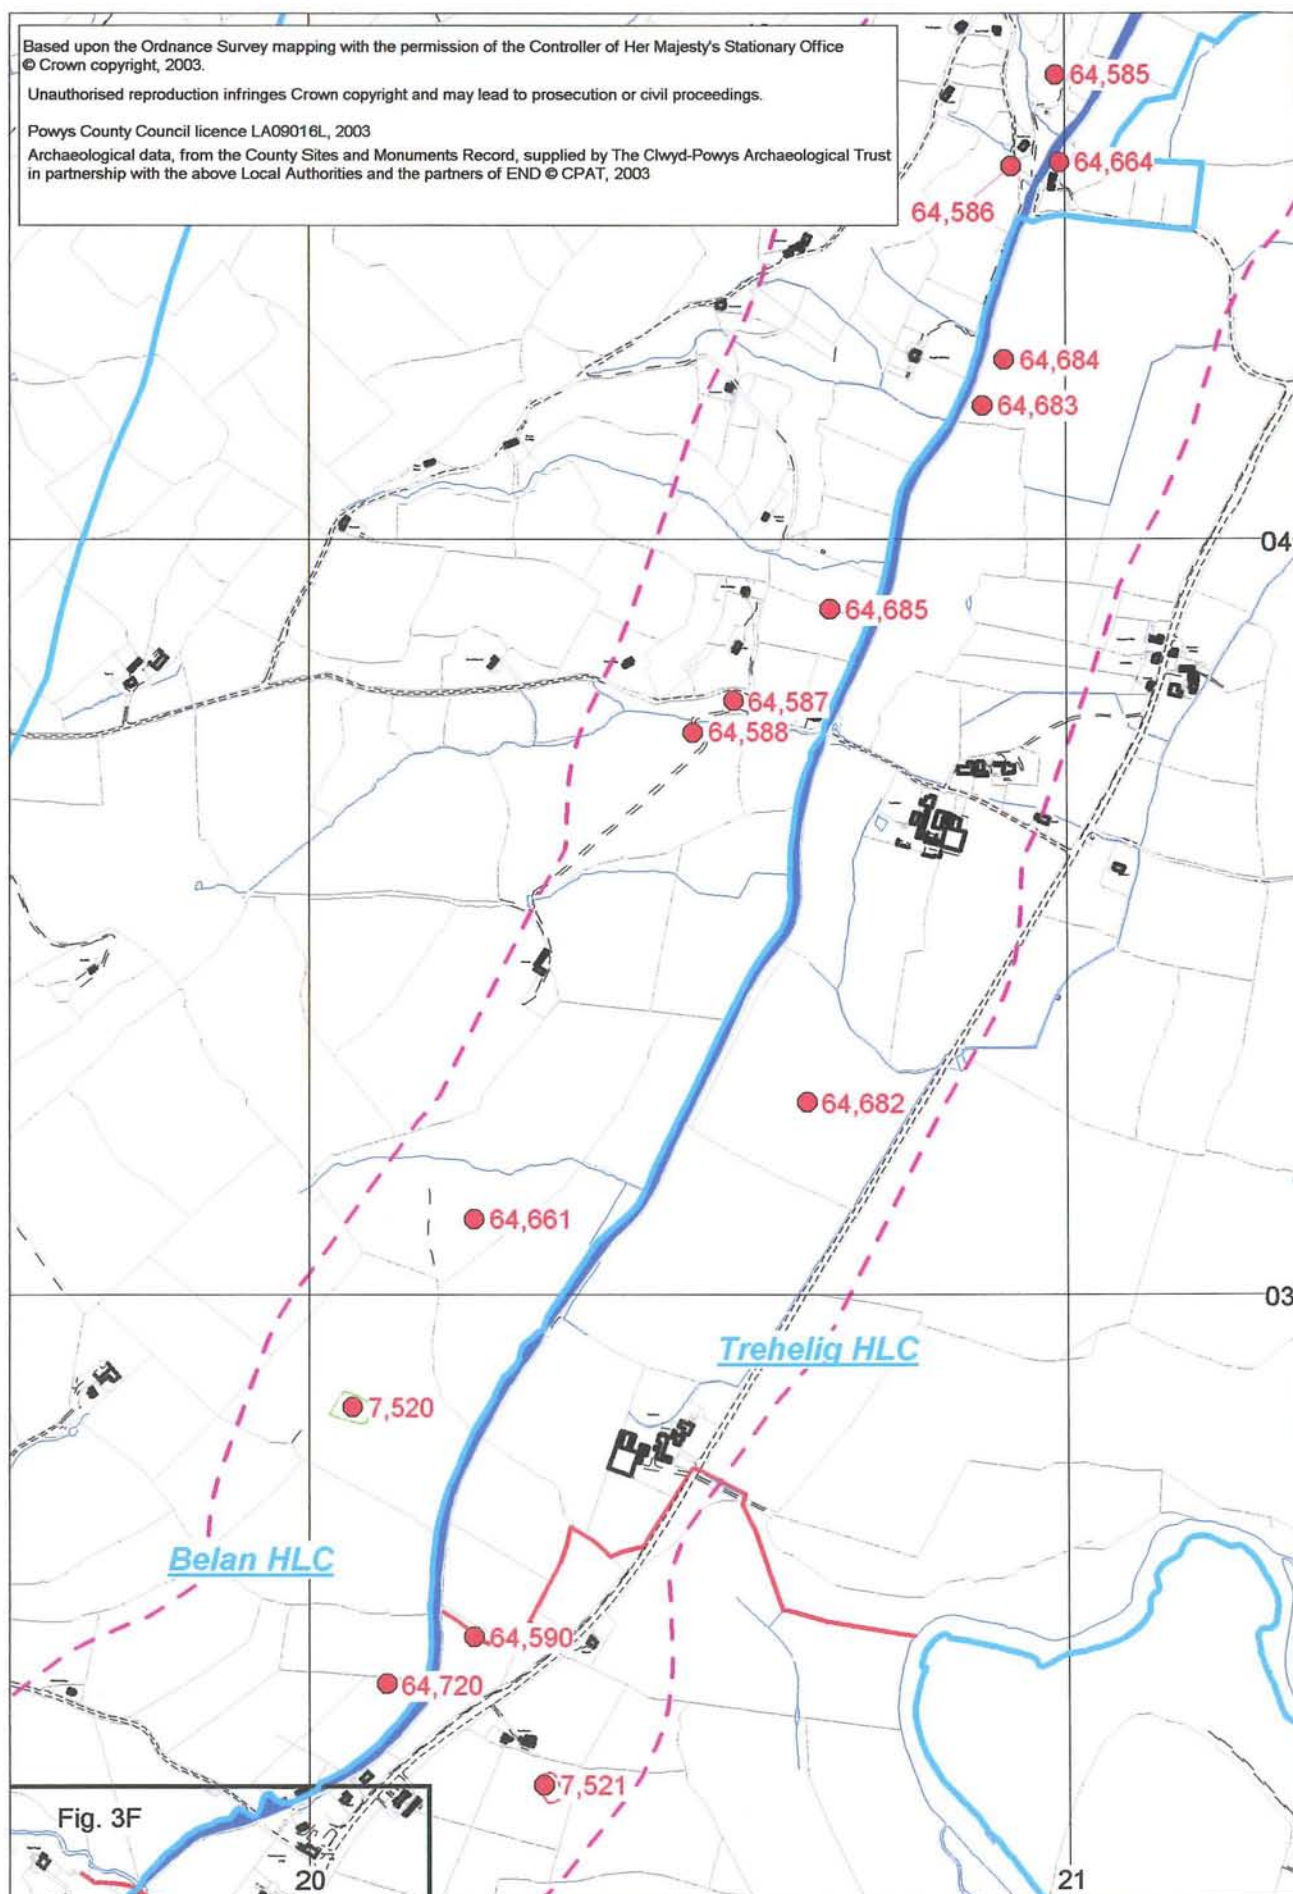 Based upon the Ordnance Survey mapping with the permission of the Controller of Her Majesty's Stationary Office
© Crown copyright, 2003.
Unauthorised reproduction infringes Crown copyright and may lead to prosecution or civil proceedings.
Powys County Council licence LA09016L, 2003
Archaeological data, from the County Sites and Monuments Record, supplied by The Clwyd-Powys Archaeological Trust
in partnership with the above Local Authorities and the partners of END © CPAT, 2003
64,585
64,664
64,586
64,684
64,683
04
64,685
64,587
64,588
64,682
64,661
03
Trehelig HLC
7,520
Belan HLC
64,590
64,720
7,521
Fig. 3F
20
21